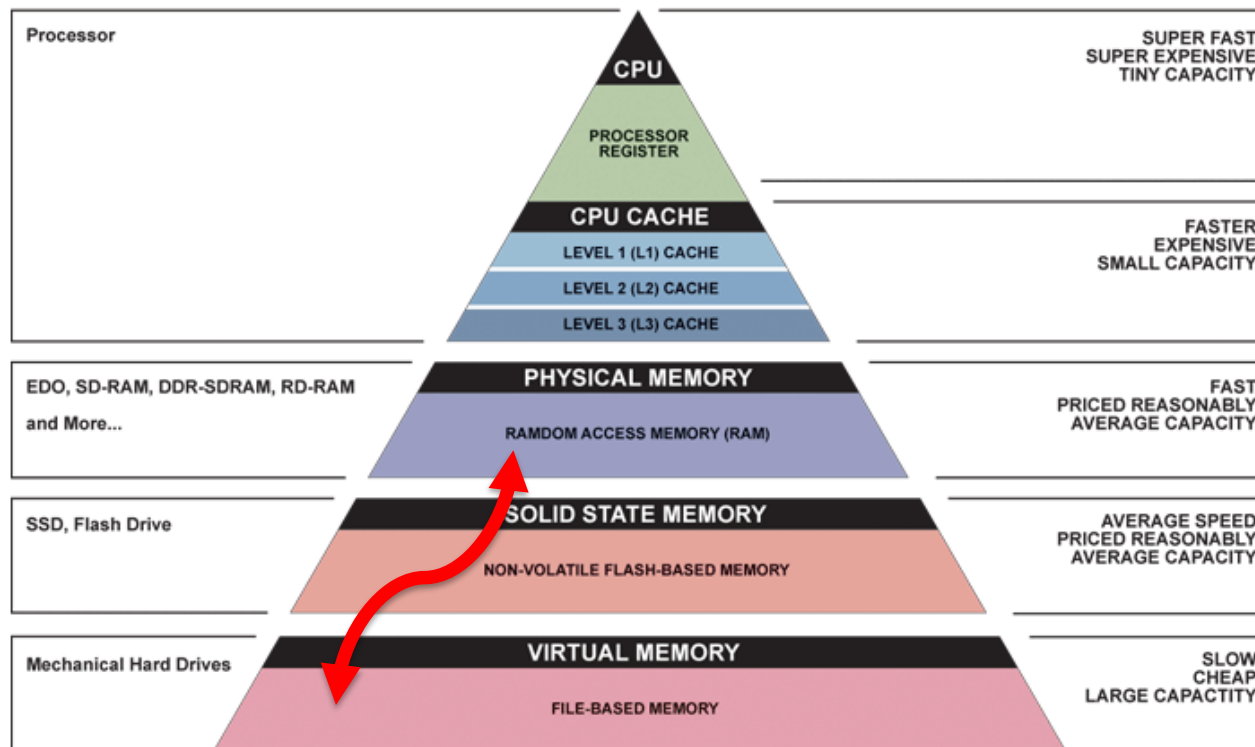 Processor
CPU
SUPER FAST
SUPER EXPENSIVE
TINY CAPACITY
PROCESSOR
REGISTER
CPU CACHE
LEVEL 1 (L1) CACHE
LEVEL 2 (L2) CACHE
LEVEL 3 (L3) CACHE
FASTER
EXPENSIVE
SMALL CAPACITY
EDO, SD-RAM, DDR-SDRAM, RD-RAM
and More...
PHYSICAL MEMORY
RAMDOM ACCESS MEMORY (RAM)
FAST
PRICED REASONABLY
AVERAGE CAPACITY
SSD, Flash Drive
SOLID STATE MEMORY
NON-VOLATILE FLASH-BASED MEMORY
AVERAGE SPEED
PRICED REASONABLY
AVERAGE CAPACITY
Mechanical Hard Drives
VIRTUAL MEMORY
FILE-BASED MEMORY
SLOW
CHEAP
LARGE CAPACTITY